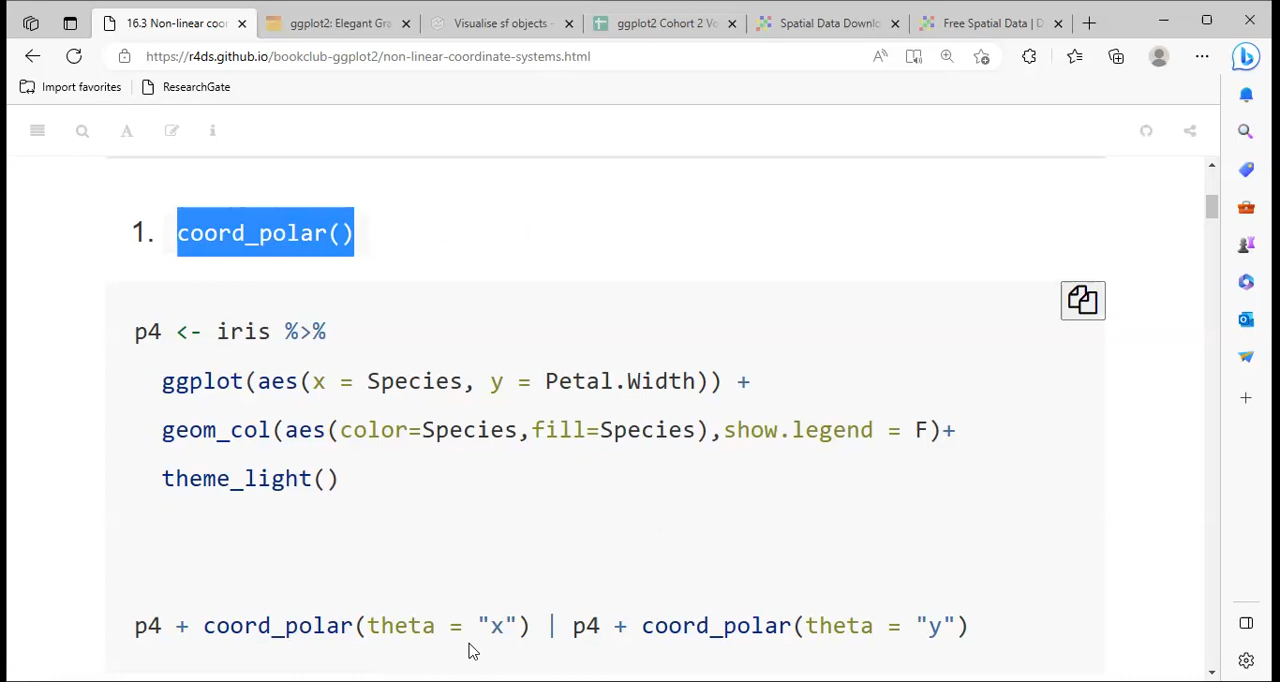 16.3 Non-linear coor
ggplot2: Elegant Gra
Visualise sf objects -
ggplot2 Cohort 2 Vo
Spatial Data Downlo
Free Spatial Data | D
https://r4ds.github.io/bookclub-ggplot2/non-linear-coordinate-systems.html
Import favorites
ResearchGate
1. coord_polar()
p4 <- iris %>%
ggplot(aes(x = Species, y = Petal.Width)) +
geom_col(aes(color=Species,fill=Species),show.legend = F)+
theme_light()
p4 + coord_polar(theta = "x") | p4 + coord_polar(theta = "y")